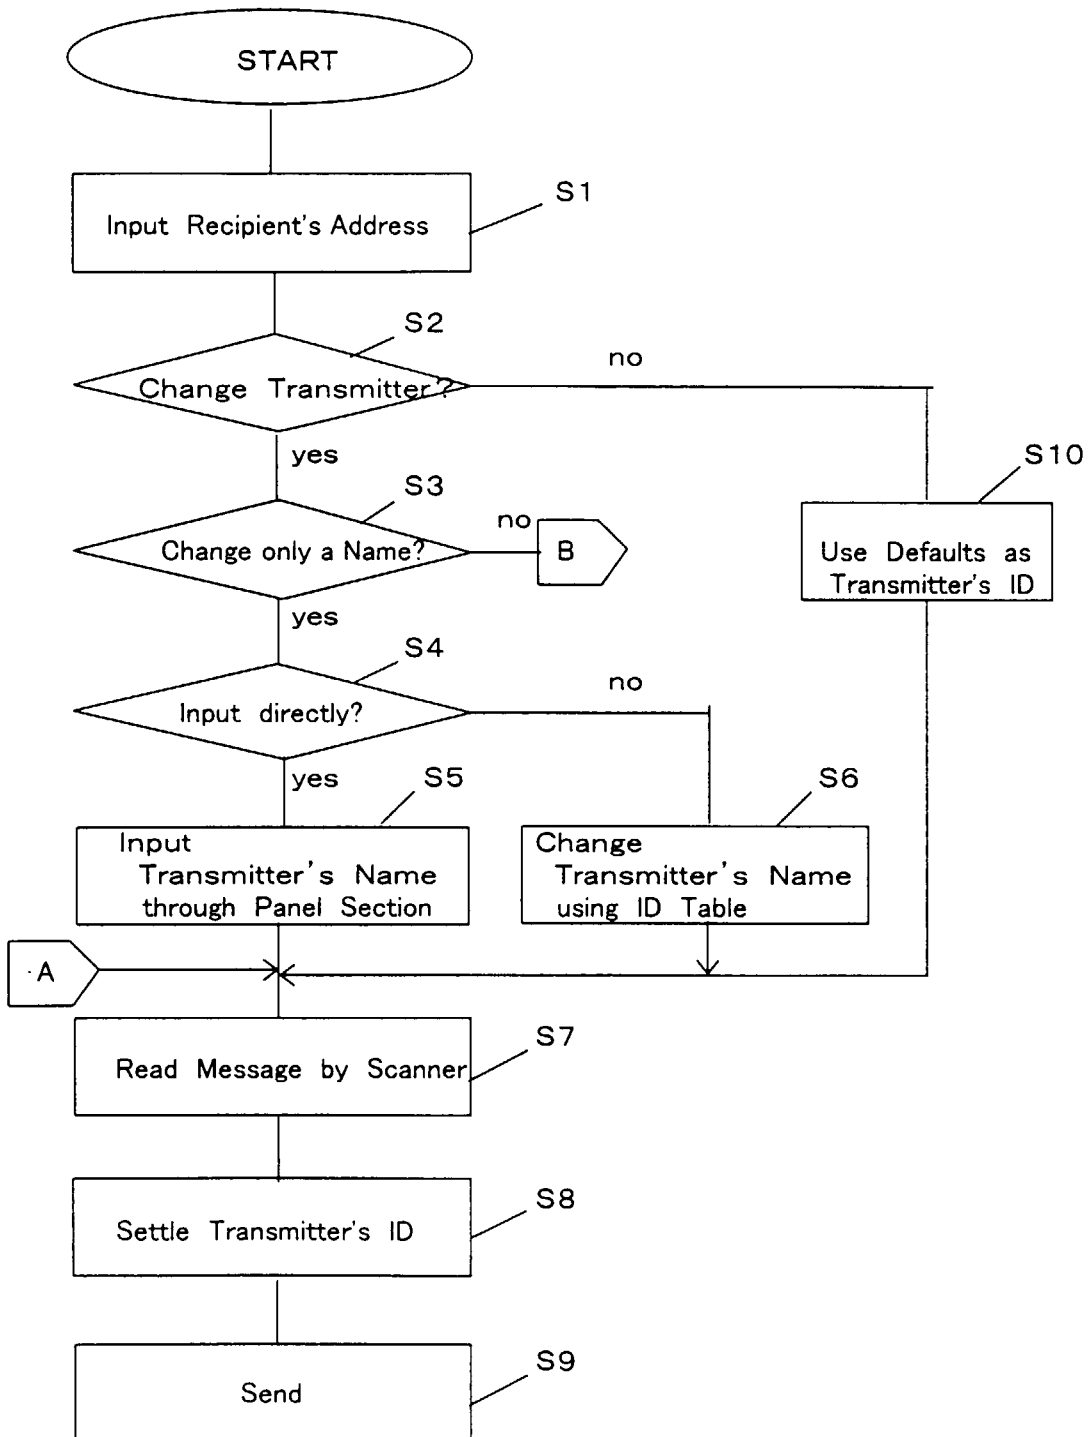 START
S1
Input Recipient's Address
S2
no
Change Transmitter?
yes
S10
S3
no
Change only a Name?
B
Use Defaults as
Transmitter's ID
yes
S4
no
Input directly?
yes
S5
S6
Input
Transmitter's Name
through Panel Section
Change
Transmitter's Name
using ID Table
A
S7
Read Message by Scanner
S8
Settle Transmitter's ID
S9
Send